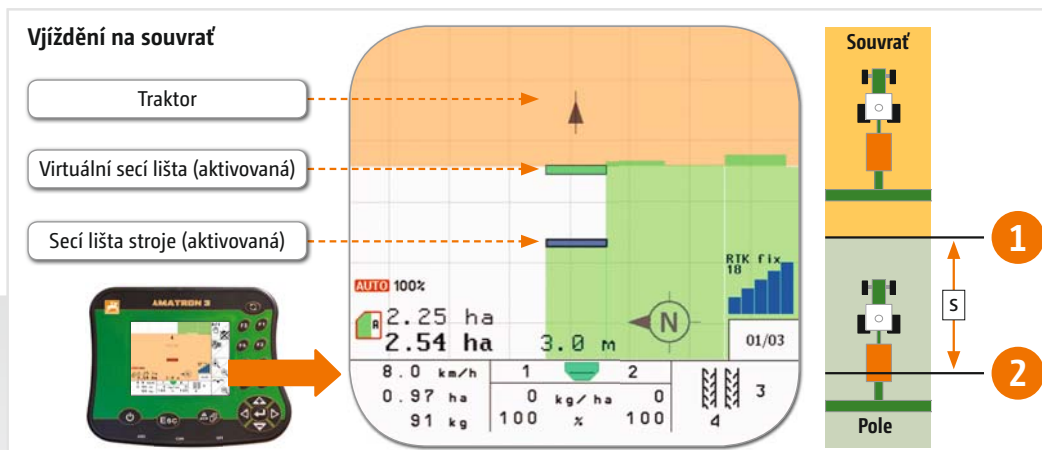 Vjíždění na souvrať
Traktor
Virtuální secí lišta (aktivovaná)
Secí lišta stroje (aktivovaná)
AMATRON 3
Esc
RTK fix
18
AUTO 100%
A
2.25 ha
2.54 ha
3.0 m
N
01/03
8.0 km/h
0.97 ha
91 kg
1 2
0 kg/ha 0
100 % 100
3
4
Souvrať
1
S
2
Pole